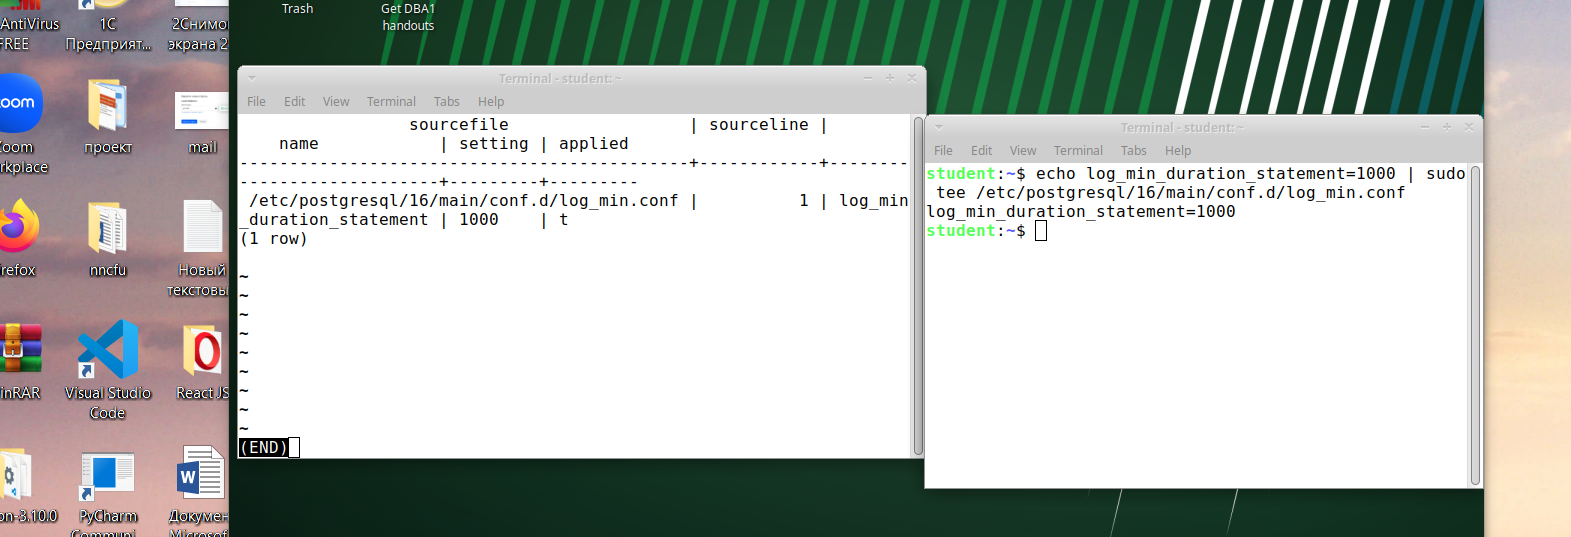 AntiVirus
FREE
1С
Предприят...
2Снимо
экрана 2
Zoom
rkplace
проект
mail
refox
nncfu
Новый
текстовы
inRAR
Visual Studio
Code
React JS
on-3.10.0
PyCharm
Communi...
Докумен
Microsof
Trash
Get DBA1
handouts
Terminal - student: ~
File Edit View Terminal Tabs Help
sourcefile | sourceline |
name | setting | applied
---------------------------------------------+------------+--------
--------------------+---------+---------
/etc/postgresql/16/main/conf.d/log_min.conf | 1 | log_min
_duration_statement | 1000 | t
(1 row)
~
~
~
~
~
~
~
~
~
(END)
Terminal - student: ~
File Edit View Terminal Tabs Help
student:~$ echo log_min_duration_statement=1000 | sudo
tee /etc/postgresql/16/main/conf.d/log_min.conf
log_min_duration_statement=1000
student:~$